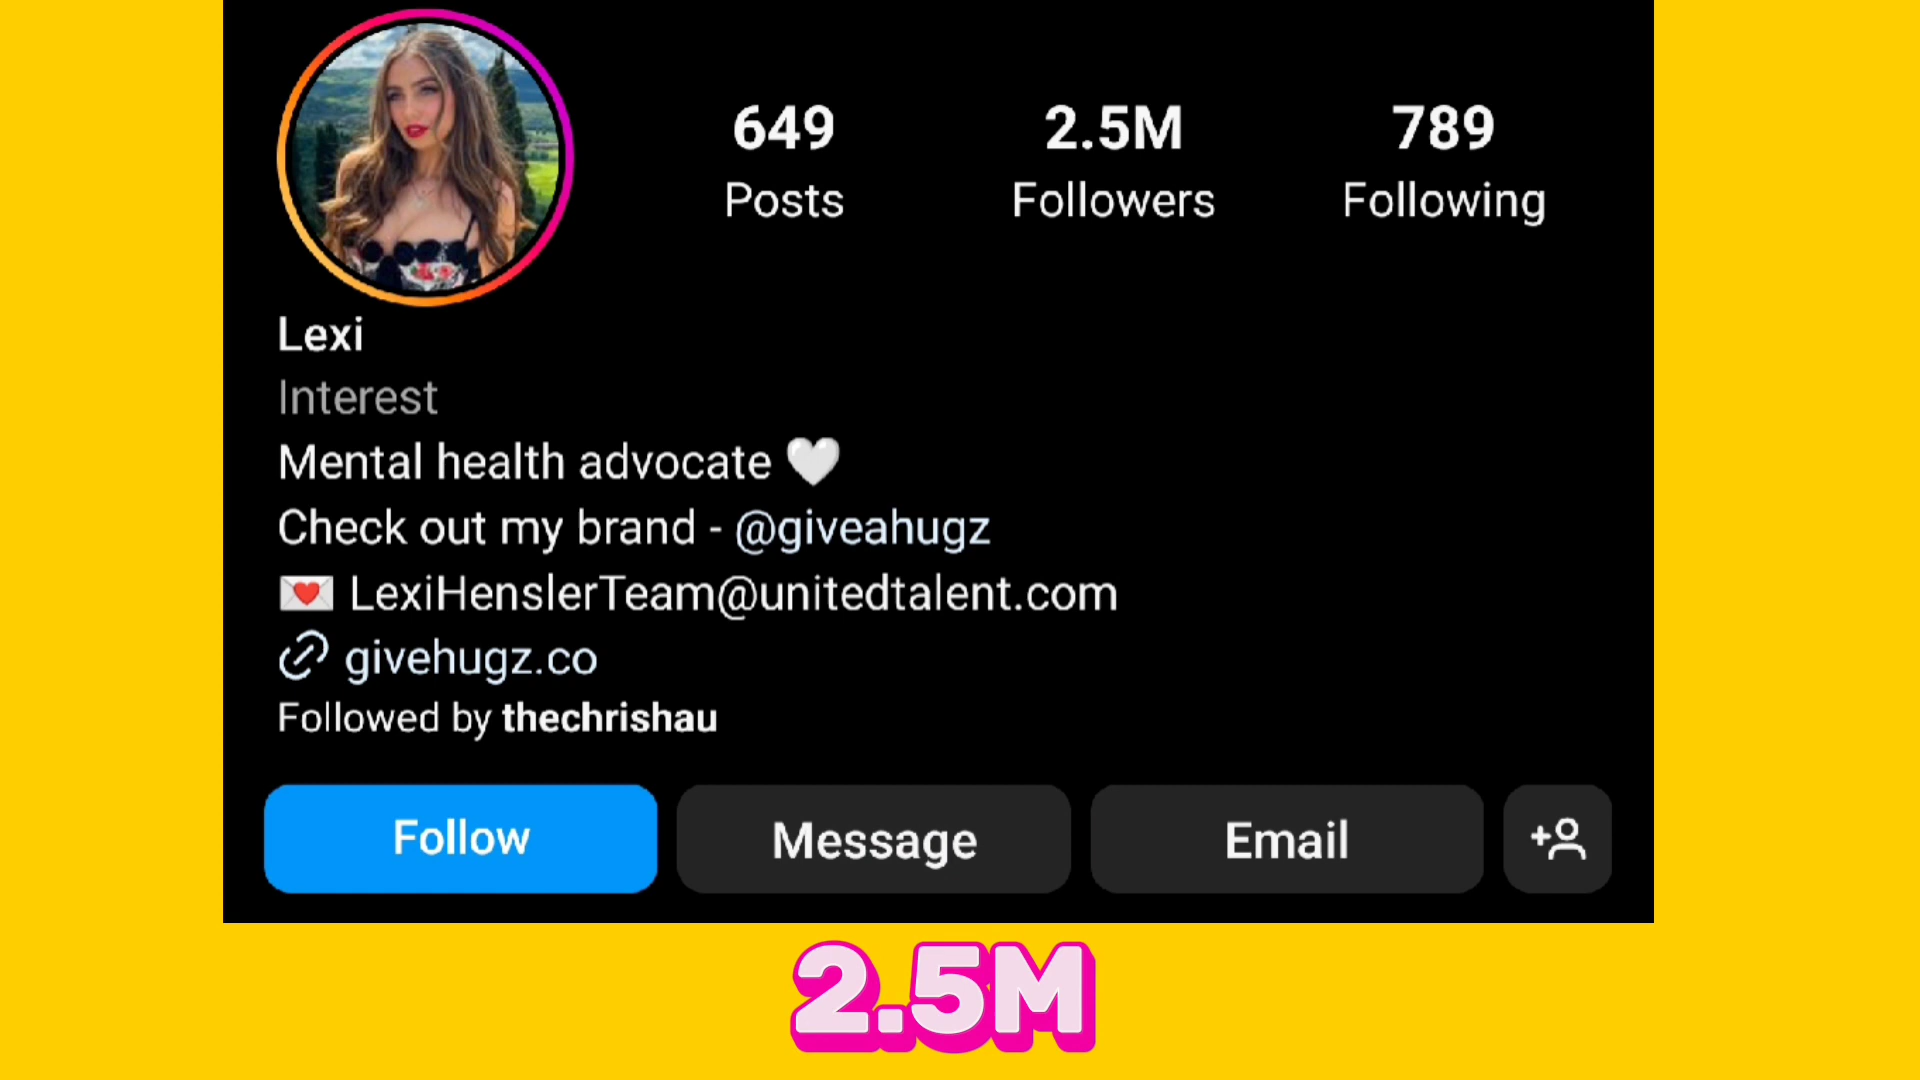 649 2.5M 789
Posts Followers Following
Lexi
Interest
Mental health advocate 🤍
Check out my brand - @giveahugz
💌 LexiHenslerTeam@unitedtalent.com
givehugz.co
Followed by thechrishau
Follow Message Email
2.5M